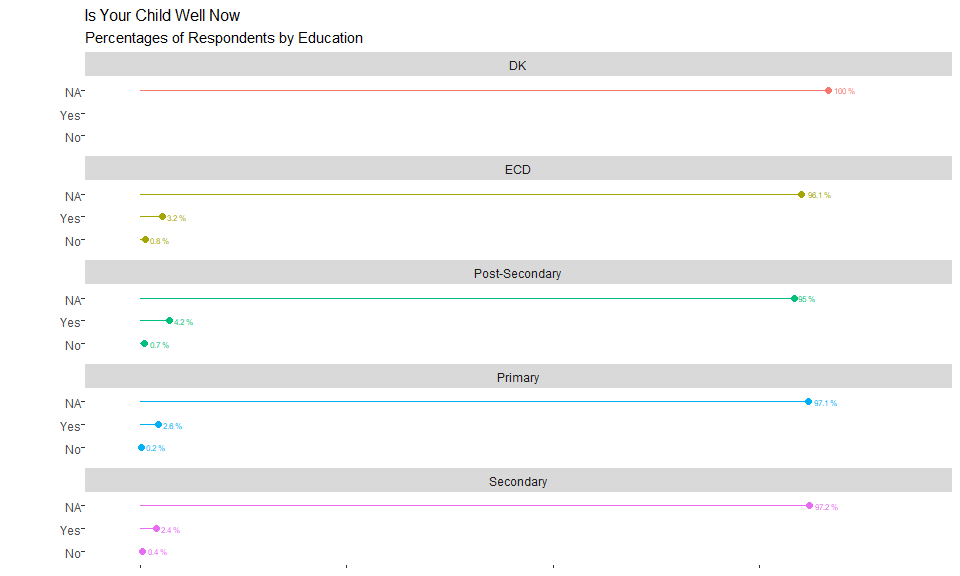 Is Your Child Well Now
Percentages of Respondents by Education
DK
NA
100 %
Yes
No
ECD
NA
96.1 %
Yes
3.2 %
No
0.8 %
Post-Secondary
NA
95 %
Yes
4.2 %
No
0.7 %
Primary
NA
97.1 %
Yes
2.6 %
No
0.2 %
Secondary
NA
97.2 %
Yes
2.4 %
No
0.4 %